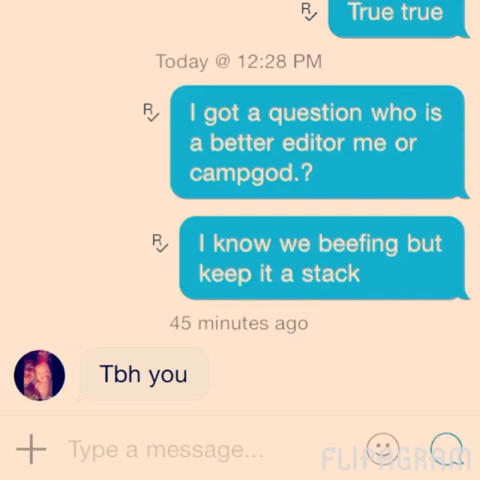 True true
Today @ 12:28 PM
I got a question who is
a better editor me or
campgod.?
I know we beefing but
keep it a stack
45 minutes ago
Tbh you
Type a message...
FLIPAGRAM